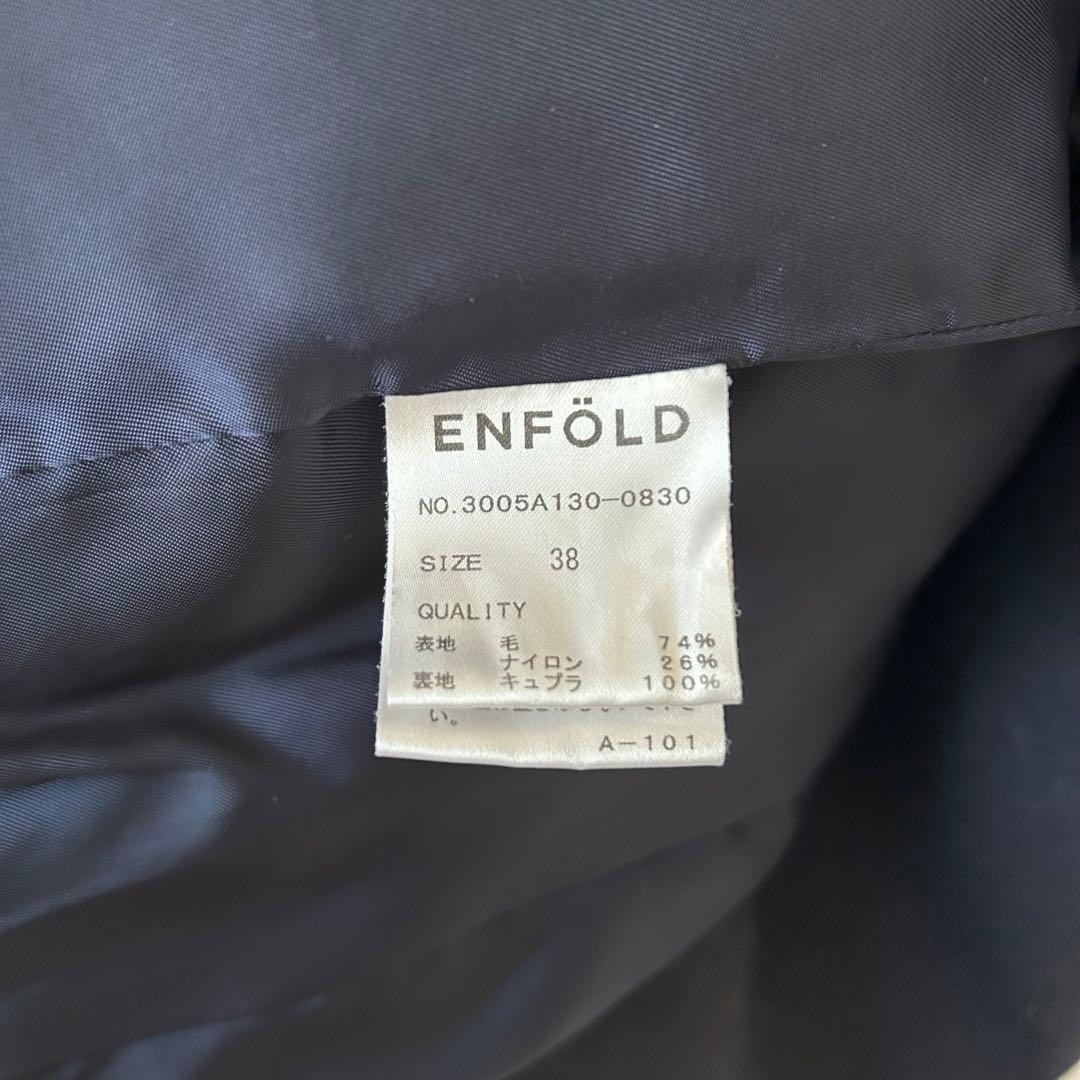 ENFÖLD
NO.3005A130-0830
SIZE 38
QUALITY
表地 毛 74%
ナイロン 26%
裏地 キュプラ 100%
い。
A-101